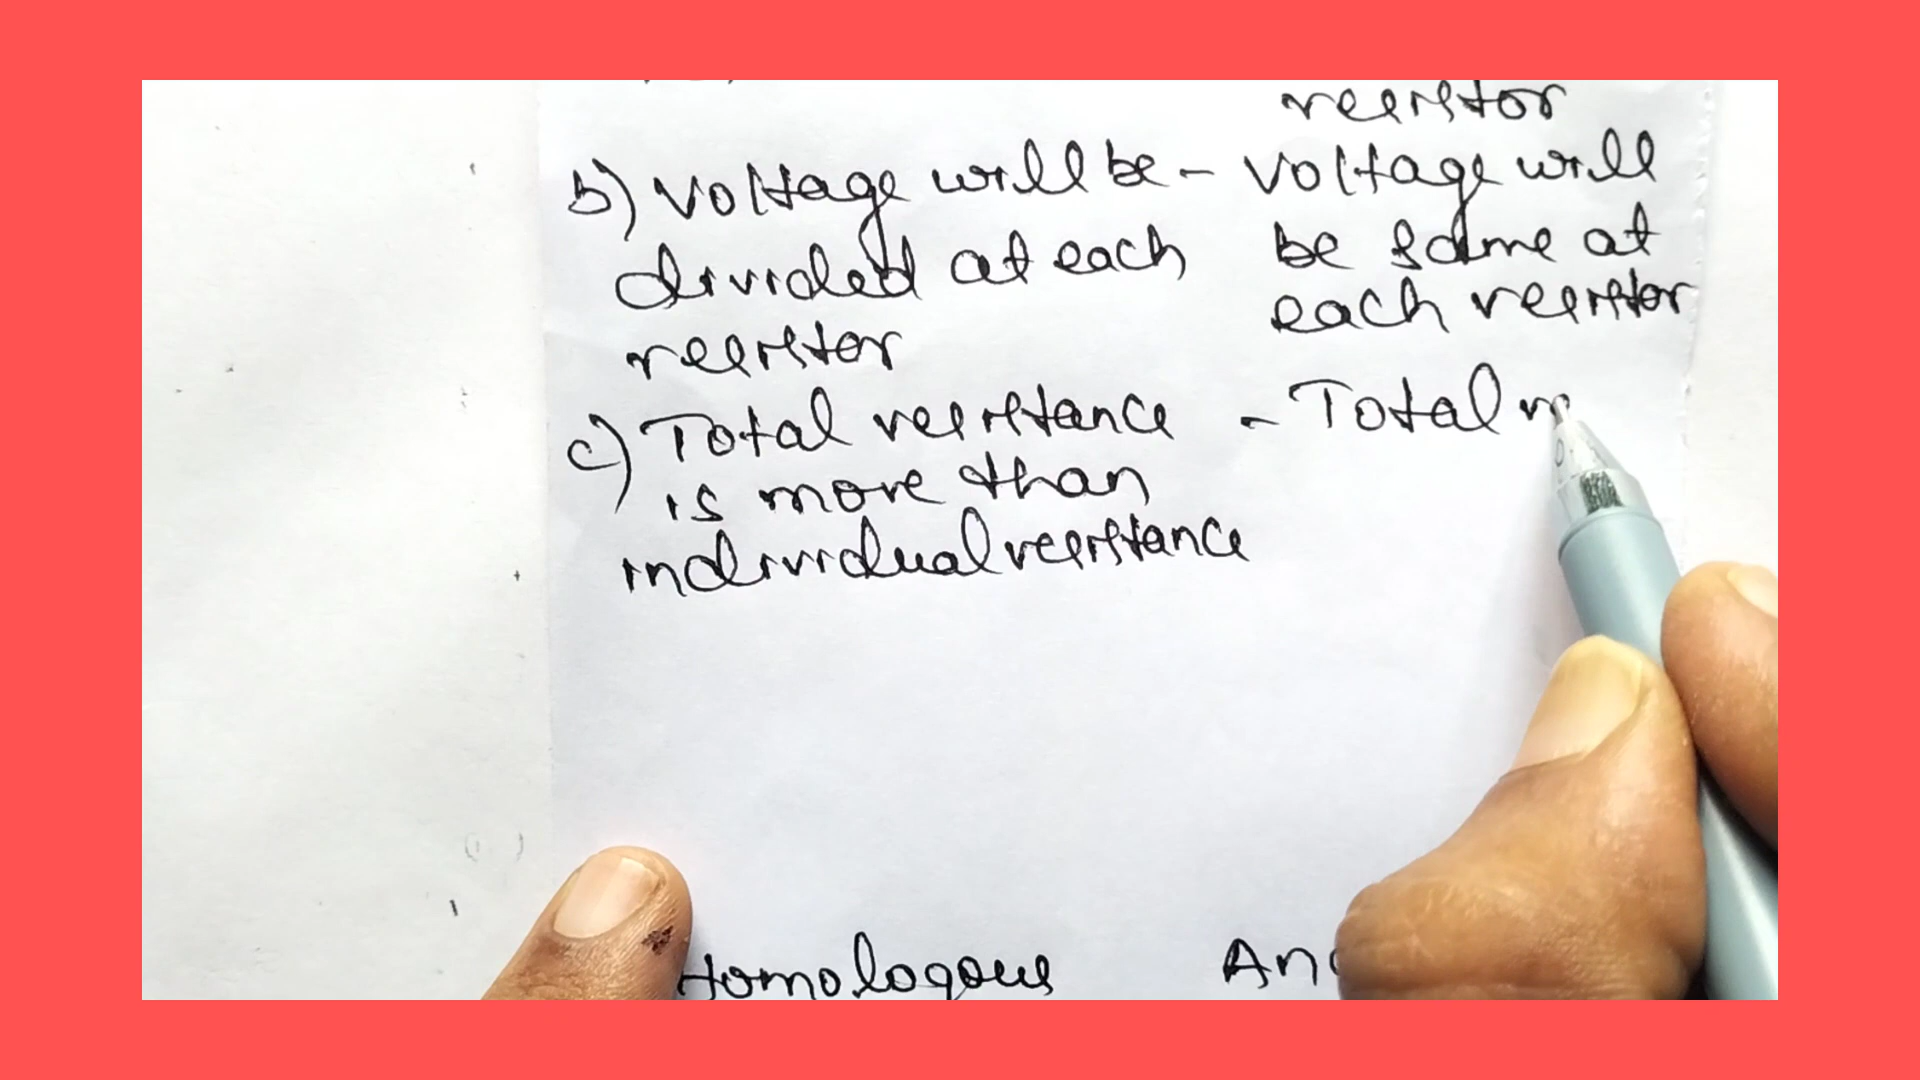 resistor
b) Voltage will be - Voltage will
divided at each be same at
resistor each resistor
c) Total resistance - Total r
is more than
individual resistance
Homologous An